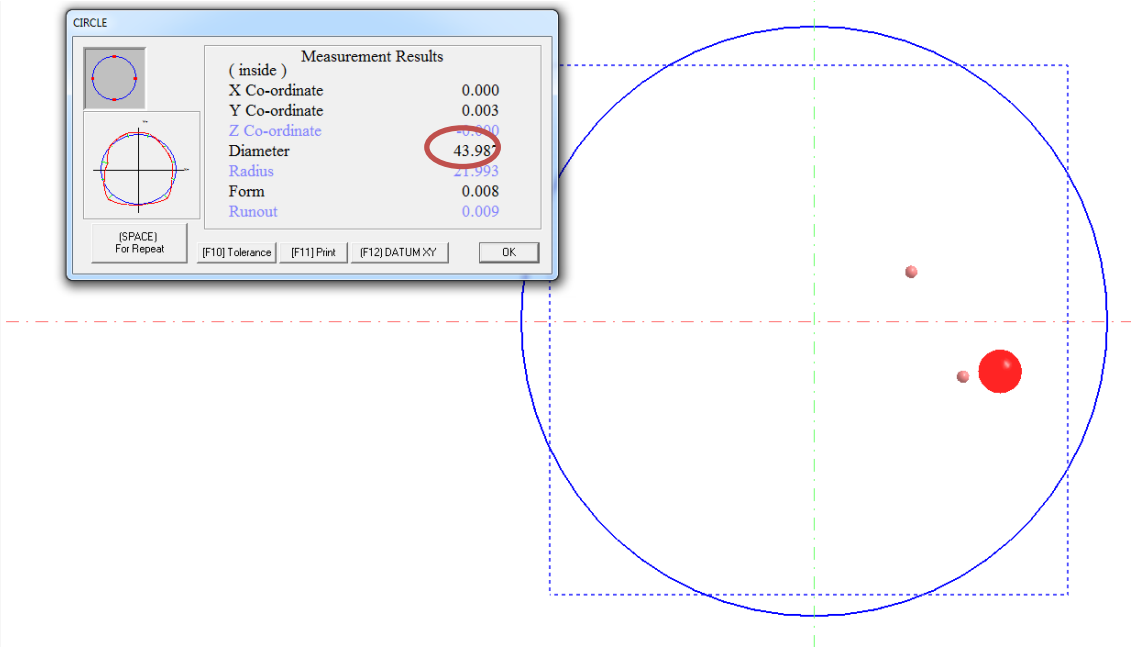 CIRCLE
Measurement Results
( inside )
X Co-ordinate 0.000
Y Co-ordinate 0.003
Z Co-ordinate -0.000
Diameter 43.987
Radius 21.993
Form 0.008
Runout 0.009
(SPACE)
For Repeat
[F10] Tolerance
[F11] Print
(F12) DATUM XY
OK